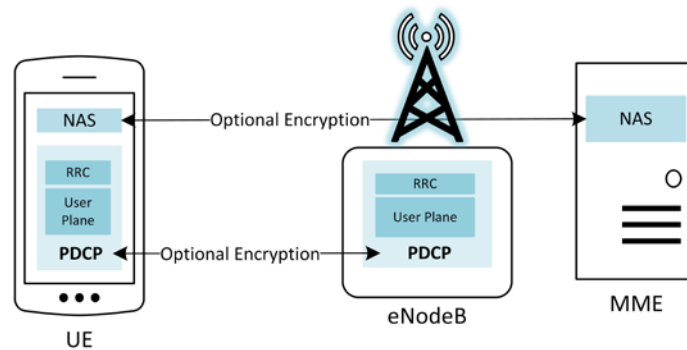 NAS
Optional Encryption
NAS
RRC
User
Plane
PDCP
Optional Encryption
RRC
User Plane
PDCP
UE
eNodeB
MME